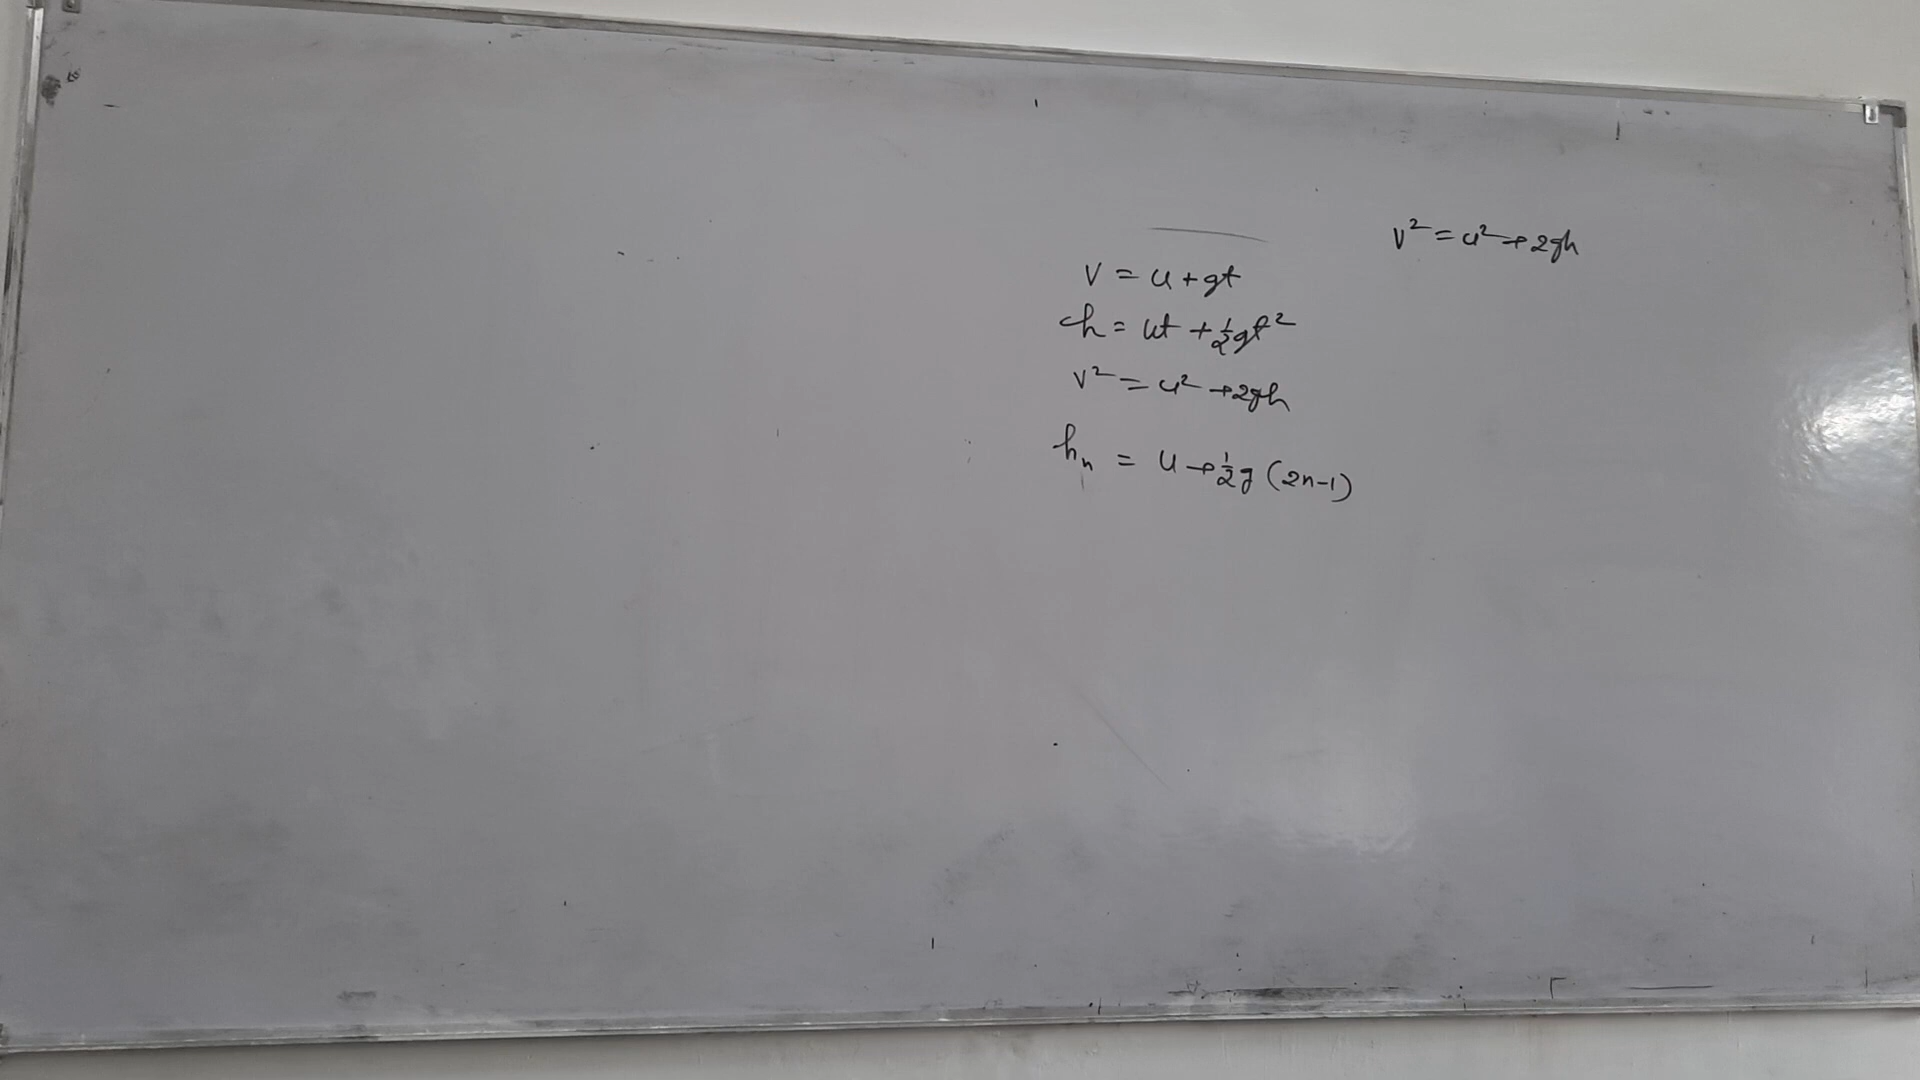 v² = u² + 2gh
v = u + gt
h = ut + ½gt²
v² = u² + 2gh
hₙ = u + ½g (2n-1)